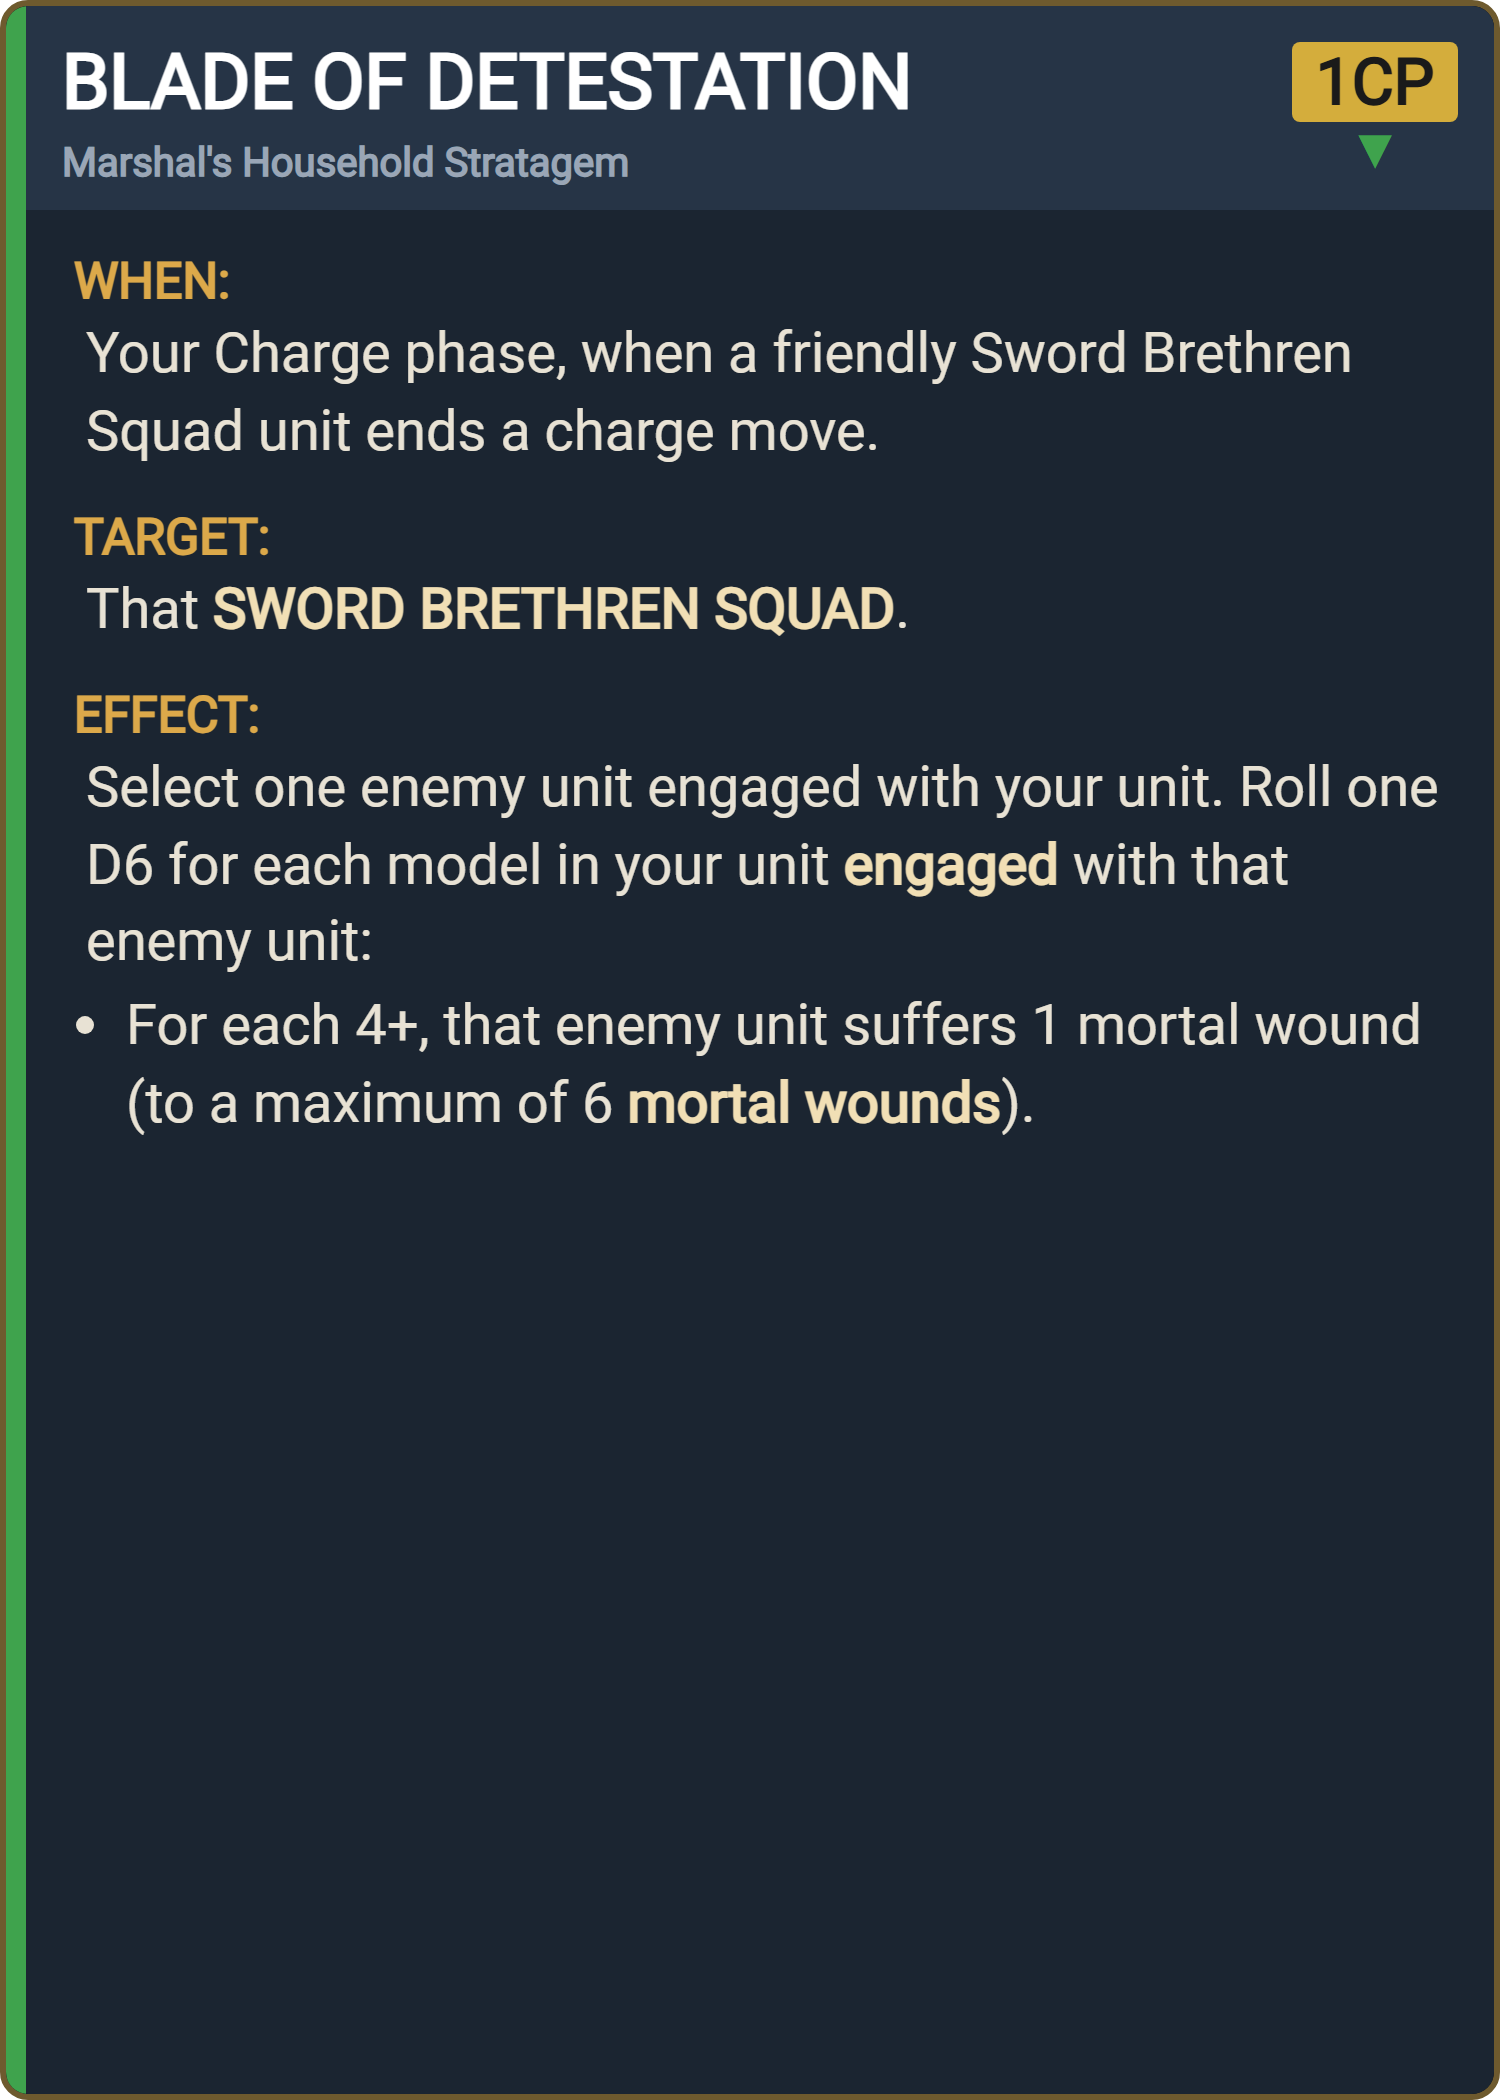 BLADE OF DETESTATION
1CP
Marshal's Household Stratagem
WHEN:
Your Charge phase, when a friendly Sword Brethren
Squad unit ends a charge move.
TARGET:
That SWORD BRETHREN SQUAD.
EFFECT:
Select one enemy unit engaged with your unit. Roll one
D6 for each model in your unit engaged with that
enemy unit:
• For each 4+, that enemy unit suffers 1 mortal wound
(to a maximum of 6 mortal wounds).